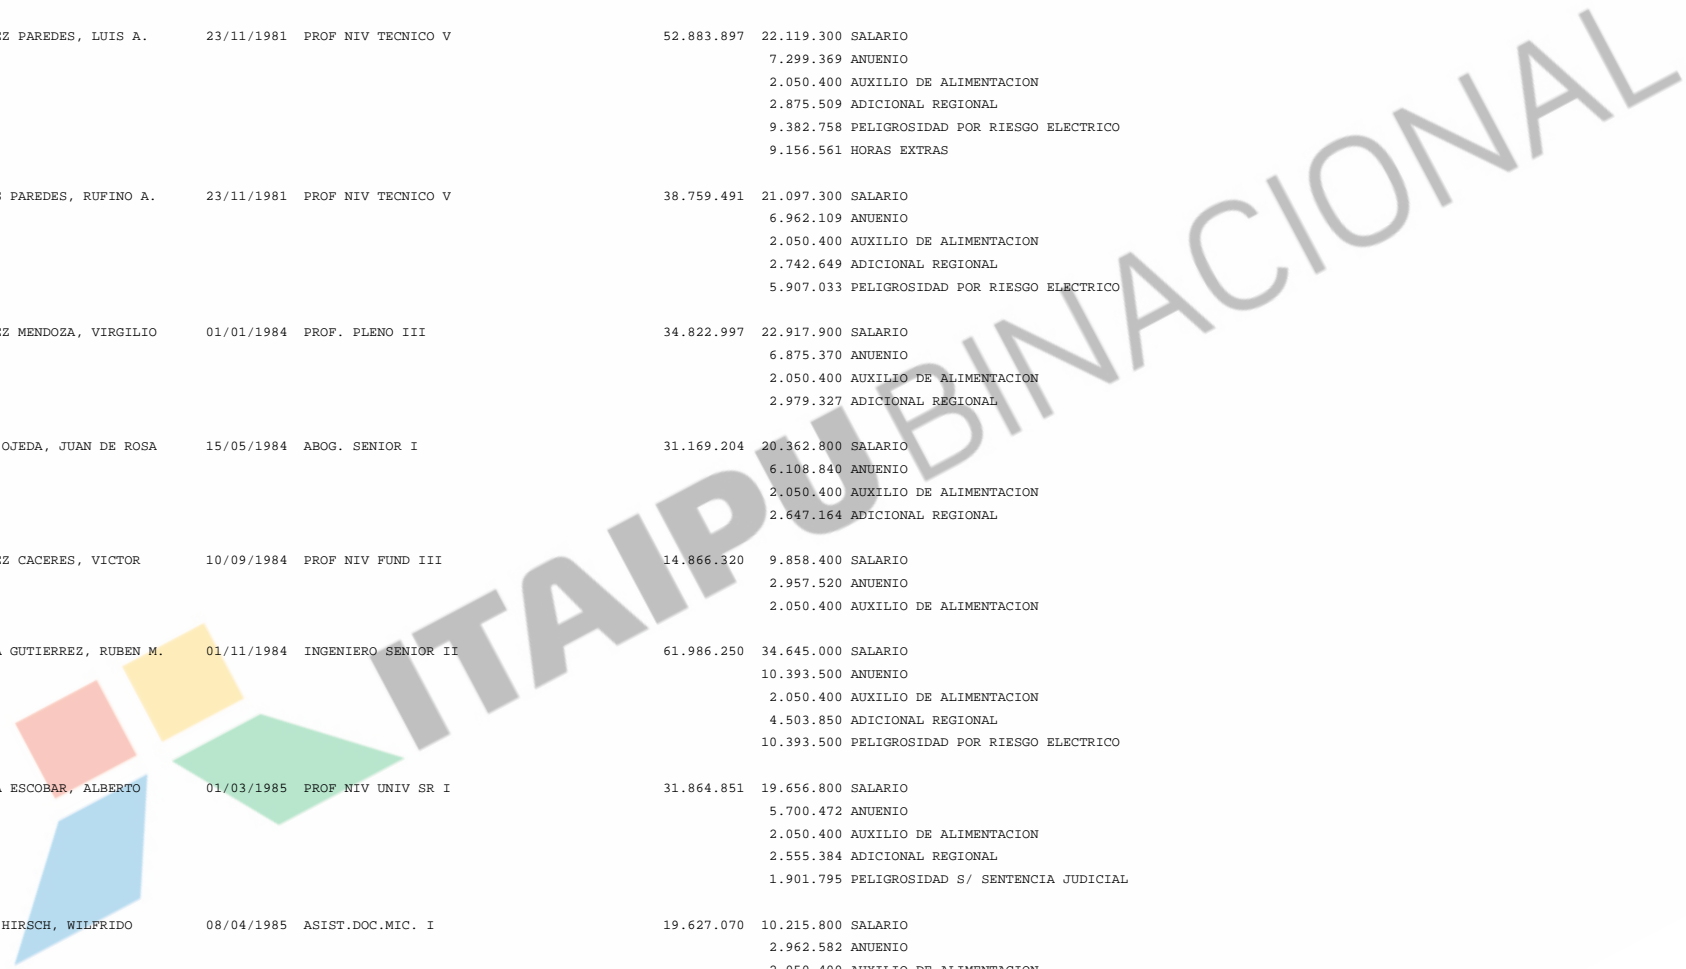 EZ PAREDES, LUIS A. 23/11/1981 PROF NIV TECNICO V 52.883.897 22.119.300 SALARIO
7.299.369 ANUENIO
2.050.400 AUXILIO DE ALIMENTACION
2.875.509 ADICIONAL REGIONAL
9.382.758 PELIGROSIDAD POR RIESGO ELECTRICO
9.156.561 HORAS EXTRAS
PAREDES, RUFINO A. 23/11/1981 PROF NIV TECNICO V 38.759.491 21.097.300 SALARIO
6.962.109 ANUENIO
2.050.400 AUXILIO DE ALIMENTACION
2.742.649 ADICIONAL REGIONAL
5.907.033 PELIGROSIDAD POR RIESGO ELECTRICO
EZ MENDOZA, VIRGILIO 01/01/1984 PROF. PLENO III 34.822.997 22.917.900 SALARIO
6.875.370 ANUENIO
2.050.400 AUXILIO DE ALIMENTACION
2.979.327 ADICIONAL REGIONAL
OJEDA, JUAN DE ROSA 15/05/1984 ABOG. SENIOR I 31.169.204 20.362.800 SALARIO
6.108.840 ANUENIO
2.050.400 AUXILIO DE ALIMENTACION
2.647.164 ADICIONAL REGIONAL
EZ CACERES, VICTOR 10/09/1984 PROF NIV FUND III 14.866.320 9.858.400 SALARIO
2.957.520 ANUENIO
2.050.400 AUXILIO DE ALIMENTACION
A GUTIERREZ, RUBEN M. 01/11/1984 INGENIERO SENIOR II 61.986.250 34.645.000 SALARIO
10.393.500 ANUENIO
2.050.400 AUXILIO DE ALIMENTACION
4.503.850 ADICIONAL REGIONAL
10.393.500 PELIGROSIDAD POR RIESGO ELECTRICO
A ESCOBAR, ALBERTO 01/03/1985 PROF NIV UNIV SR I 31.864.851 19.656.800 SALARIO
5.700.472 ANUENIO
2.050.400 AUXILIO DE ALIMENTACION
2.555.384 ADICIONAL REGIONAL
1.901.795 PELIGROSIDAD S/ SENTENCIA JUDICIAL
HIRSCH, WILFRIDO 08/04/1985 ASIST.DOC.MIC. I 19.627.070 10.215.800 SALARIO
2.962.582 ANUENIO
2.050.400 AUXILIO DE ALIMENTACION
ITAIPU BINACIONAL